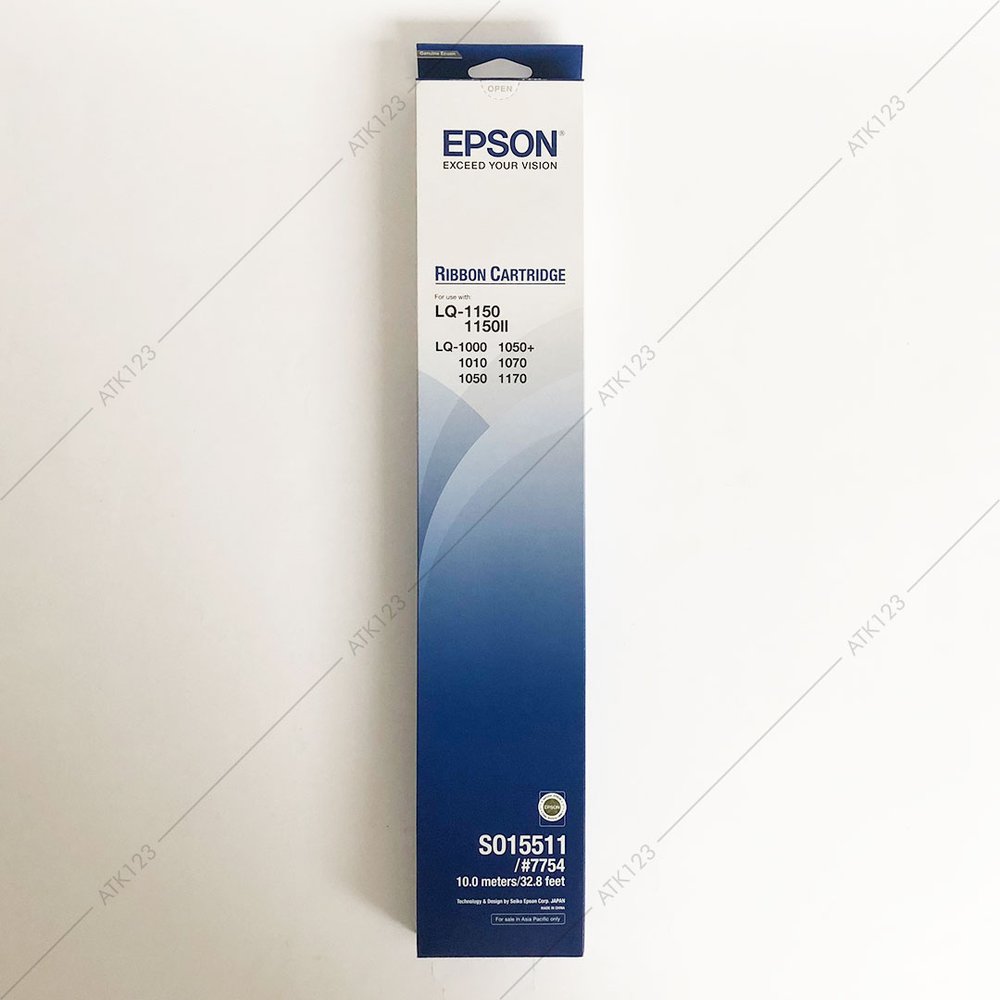 Genuine Epson
OPEN
EPSON®
EXCEED YOUR VISION
RIBBON CARTRIDGE
For use with:
LQ-1150
1150II
LQ-1000 1050+
1010 1070
1050 1170
EPSON
S015511
/#7754
10.0 meters/32.8 feet
Technology & Design by Seiko Epson Corp. JAPAN
MADE IN CHINA
For sale in Asia Pacific only
ATK123
ATK123
ATK123
ATK123
ATK123
ATK123
ATK123
ATK123